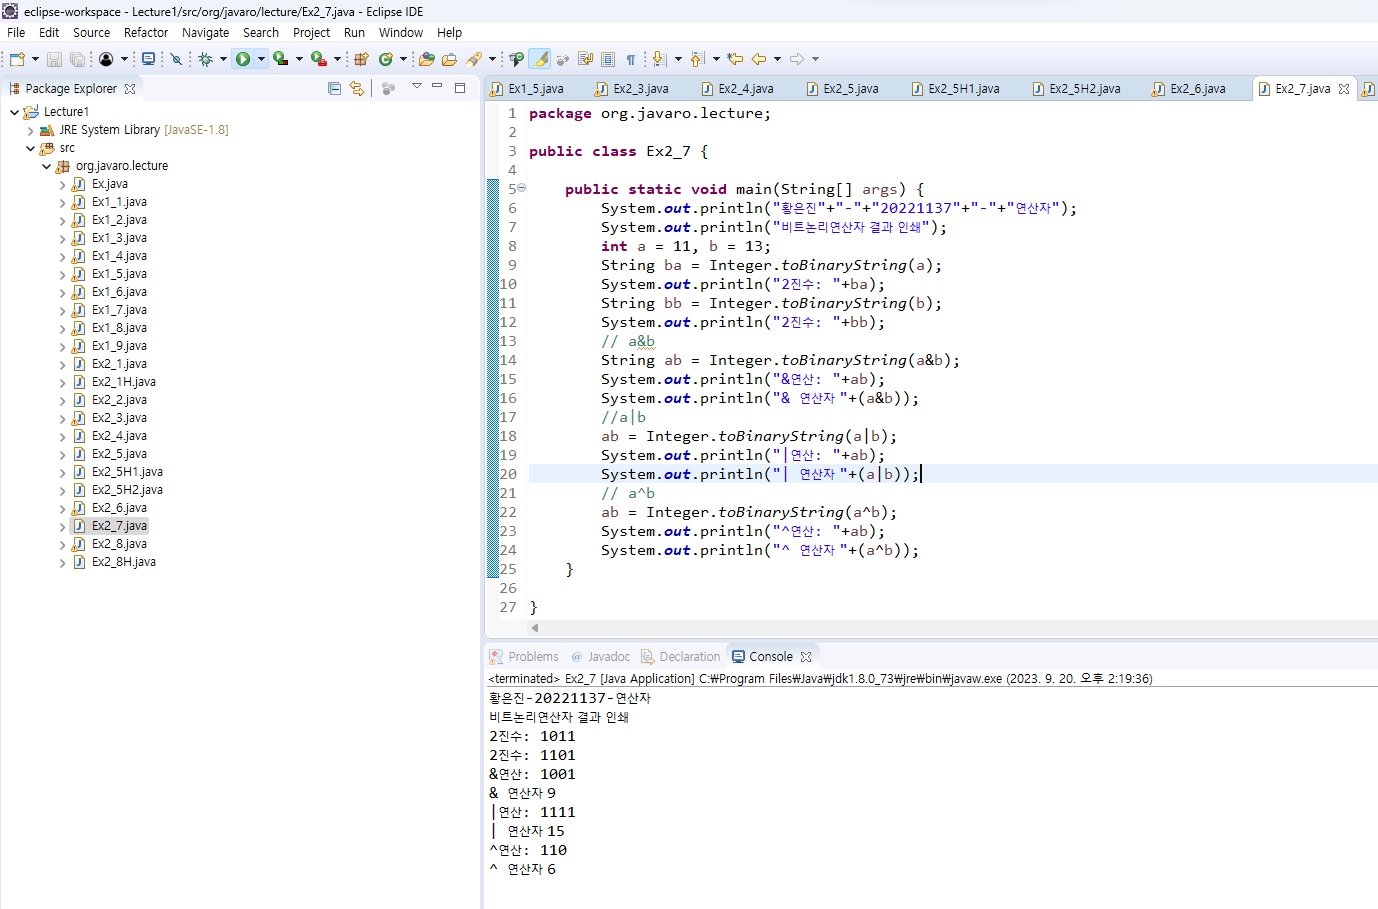 eclipse-workspace - Lecture1/src/org/javaro/lecture/Ex2_7.java - Eclipse IDE
File Edit Source Refactor Navigate Search Project Run Window Help
Package Explorer
Lecture1
JRE System Library [JavaSE-1.8]
src
org.javaro.lecture
Ex.java
Ex1_1.java
Ex1_2.java
Ex1_3.java
Ex1_4.java
Ex1_5.java
Ex1_6.java
Ex1_7.java
Ex1_8.java
Ex1_9.java
Ex2_1.java
Ex2_1H.java
Ex2_2.java
Ex2_3.java
Ex2_4.java
Ex2_5.java
Ex2_5H1.java
Ex2_5H2.java
Ex2_6.java
Ex2_7.java
Ex2_8.java
Ex2_8H.java
Ex1_5.java Ex2_3.java Ex2_4.java Ex2_5.java Ex2_5H1.java Ex2_5H2.java Ex2_6.java Ex2_7.java
1 package org.javaro.lecture;
2
3 public class Ex2_7 {
4
5 public static void main(String[] args) {
6 System.out.println("황은진"+"-"+"20221137"+"-"+"연산자");
7 System.out.println("비트논리연산자 결과 인쇄");
8 int a = 11, b = 13;
9 String ba = Integer.toBinaryString(a);
10 System.out.println("2진수: "+ba);
11 String bb = Integer.toBinaryString(b);
12 System.out.println("2진수: "+bb);
13 // a&b
14 String ab = Integer.toBinaryString(a&b);
15 System.out.println("&연산: "+ab);
16 System.out.println("& 연산자 "+(a&b));
17 //a|b
18 ab = Integer.toBinaryString(a|b);
19 System.out.println("|연산: "+ab);
20 System.out.println("| 연산자 "+(a|b));
21 // a^b
22 ab = Integer.toBinaryString(a^b);
23 System.out.println("^연산: "+ab);
24 System.out.println("^ 연산자 "+(a^b));
25 }
26
27 }
Problems Javadoc Declaration Console
<terminated> Ex2_7 [Java Application] C:₩Program Files₩Java₩jdk1.8.0_73₩jre₩bin₩javaw.exe (2023. 9. 20. 오후 2:19:36)
황은진-20221137-연산자
비트논리연산자 결과 인쇄
2진수: 1011
2진수: 1101
&연산: 1001
& 연산자 9
|연산: 1111
| 연산자 15
^연산: 110
^ 연산자 6